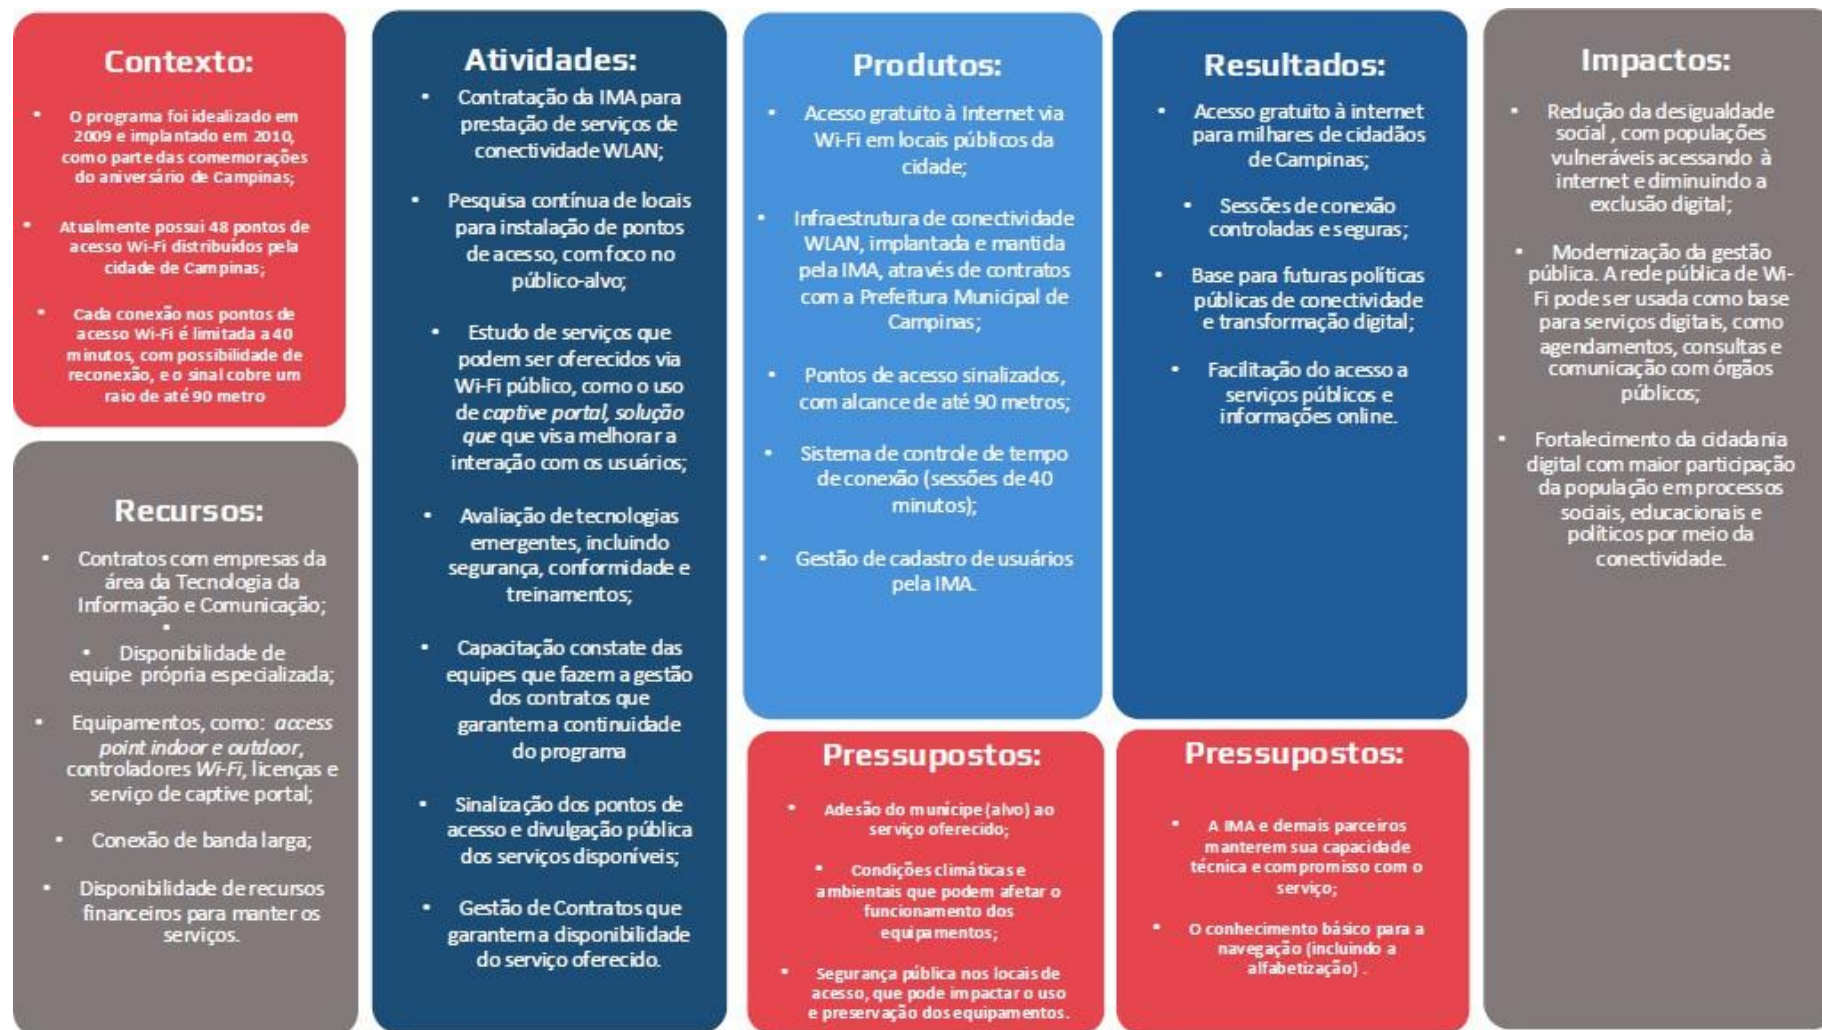 Contexto:
• O programa foi idealizado em
2009 e implantado em 2010,
como parte das comemorações
do aniversário de Campinas;
• Atualmente possui 48 pontos de
acesso Wi-Fi distribuídos pela
cidade de Campinas;
• Cada conexão nos pontos de
acesso Wi-Fi é limitada a 40
minutos, com possibilidade de
reconexão, e o sinal cobre um
raio de até 90 metro
Recursos:
• Contratos com empresas da
área da Tecnologia da
Informação e Comunicação;
•
• Disponibilidade de
equipe própria especializada;
• Equipamentos, como: access
point indoor e outdoor,
controladores Wi-Fi, licenças e
serviço de captive portal;
• Conexão de banda larga;
• Disponibilidade de recursos
financeiros para manter os
serviços.
Atividades:
• Contratação da IMA para
prestação de serviços de
conectividade WLAN;
• Pesquisa contínua de locais
para instalação de pontos
de acesso, com foco no
público-alvo;
• Estudo de serviços que
podem ser oferecidos via
Wi-Fi público, como o uso
de captive portal, solução
que que visa melhorar a
interação com os usuários;
• Avaliação de tecnologias
emergentes, incluindo
segurança, conformidade e
treinamentos;
• Capacitação constate das
equipes que fazem a gestão
dos contratos que
garantem a continuidade
do programa
• Sinalização dos pontos de
acesso e divulgação pública
dos serviços disponíveis;
• Gestão de Contratos que
garantem a disponibilidade
do serviço oferecido.
Produtos:
• Acesso gratuito à Internet via
Wi-Fi em locais públicos da
cidade;
• Infraestrutura de conectividade
WLAN, implantada e mantida
pela IMA, através de contratos
com a Prefeitura Municipal de
Campinas;
• Pontos de acesso sinalizados,
com alcance de até 90 metros;
• Sistema de controle de tempo
de conexão (sessões de 40
minutos);
• Gestão de cadastro de usuários
pela IMA.
Pressupostos:
• Adesão do munícipe (alvo) ao
serviço oferecido;
• Condições climáticas e
ambientais que podem afetar o
funcionamento dos
equipamentos;
• Segurança pública nos locais de
acesso, que pode impactar o uso
e preservação dos equipamentos.
Resultados:
• Acesso gratuito à internet
para milhares de cidadãos
de Campinas;
• Sessões de conexão
controladas e seguras;
• Base para futuras políticas
públicas de conectividade
e transformação digital;
• Facilitação do acesso a
serviços públicos e
informações online.
Pressupostos:
• A IMA e demais parceiros
manterem sua capacidade
técnica e compromisso com o
serviço;
• O conhecimento básico para a
navegação (incluindo a
alfabetização) .
Impactos:
• Redução da desigualdade
social , com populações
vulneráveis acessando à
internet e diminuindo a
exclusão digital;
• Modernização da gestão
pública. A rede pública de Wi-
Fi pode ser usada como base
para serviços digitais, como
agendamentos, consultas e
comunicação com órgãos
públicos;
• Fortalecimento da cidadania
digital com maior participação
da população em processos
sociais, educacionais e
políticos por meio da
conectividade.